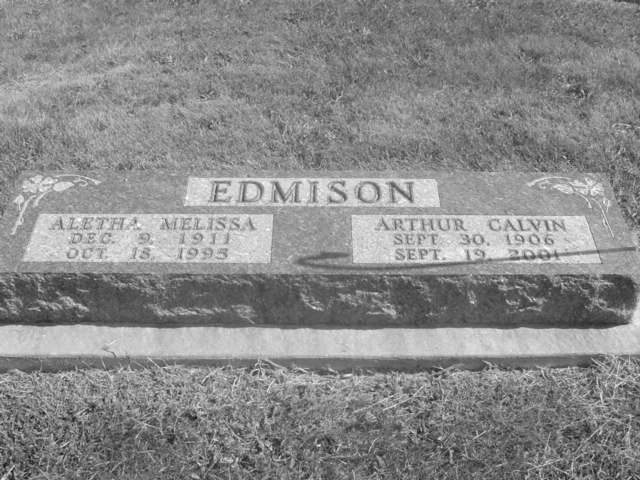 EDMISON
ALETHA MELISSA
DEC. 9, 1911
OCT. 18, 1995
ARTHUR CALVIN
SEPT. 30, 1906
SEPT. 19, 2001